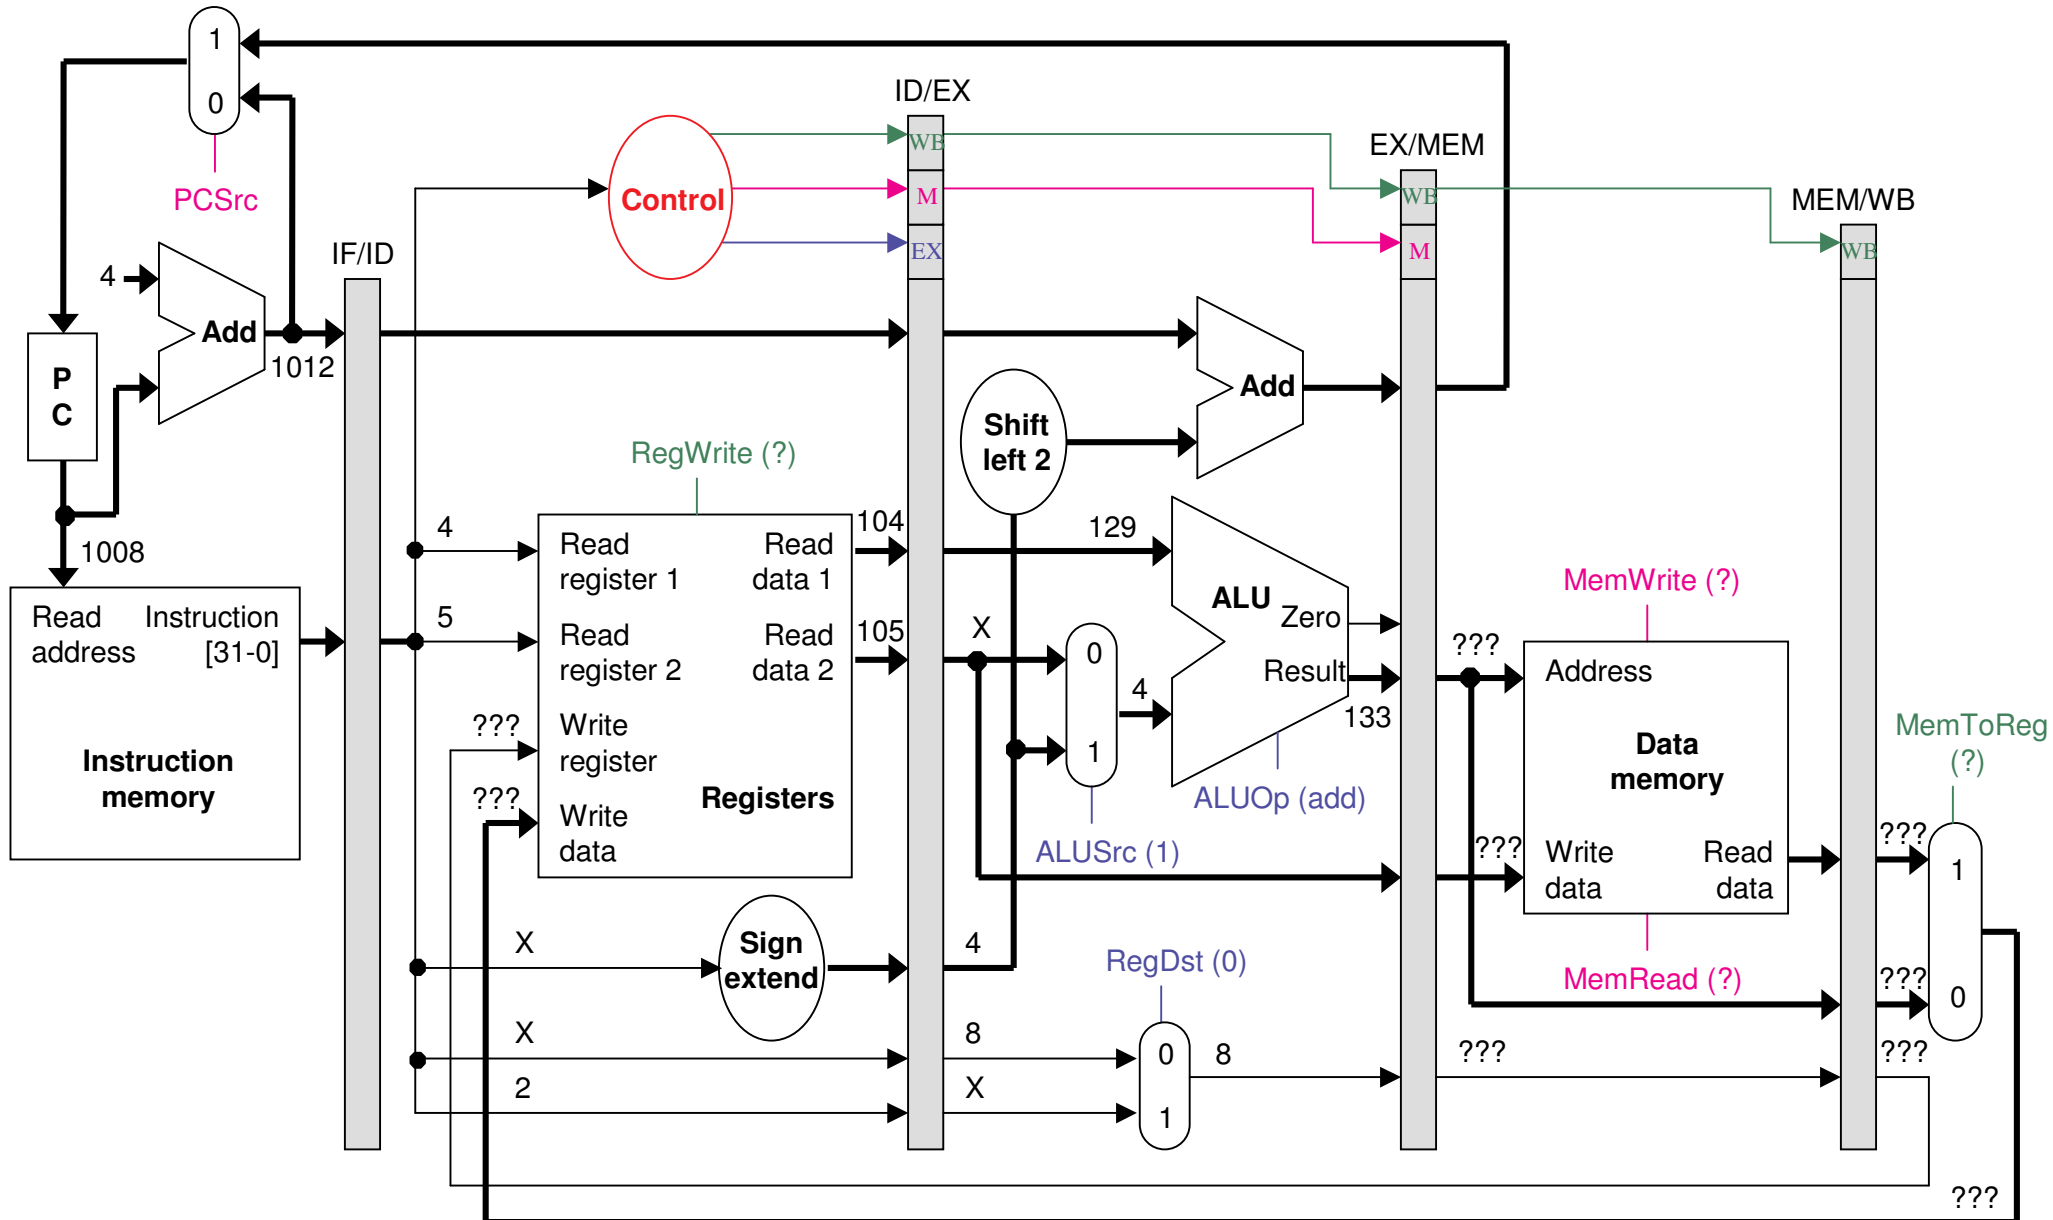 1
0
PCSrc
4
Add
1012
P
C
1008
Read
address
Instruction
[31-0]
Instruction
memory
IF/ID
Control
4
5
???
???
X
X
2
RegWrite (?)
Read
register 1
Read
data 1
Read
register 2
Read
data 2
Write
register
Write
data
Registers
104
105
Sign
extend
ID/EX
WB
M
EX
Shift
left 2
Add
129
X
0
1
4
ALUSrc (1)
ALU
Zero
Result
133
ALUOp (add)
4
8
X
RegDst (0)
0
1
8
EX/MEM
WB
M
???
???
???
MemWrite (?)
Address
Data
memory
Write
data
Read
data
MemRead (?)
MEM/WB
WB
???
???
???
MemToReg
(?)
1
0
???